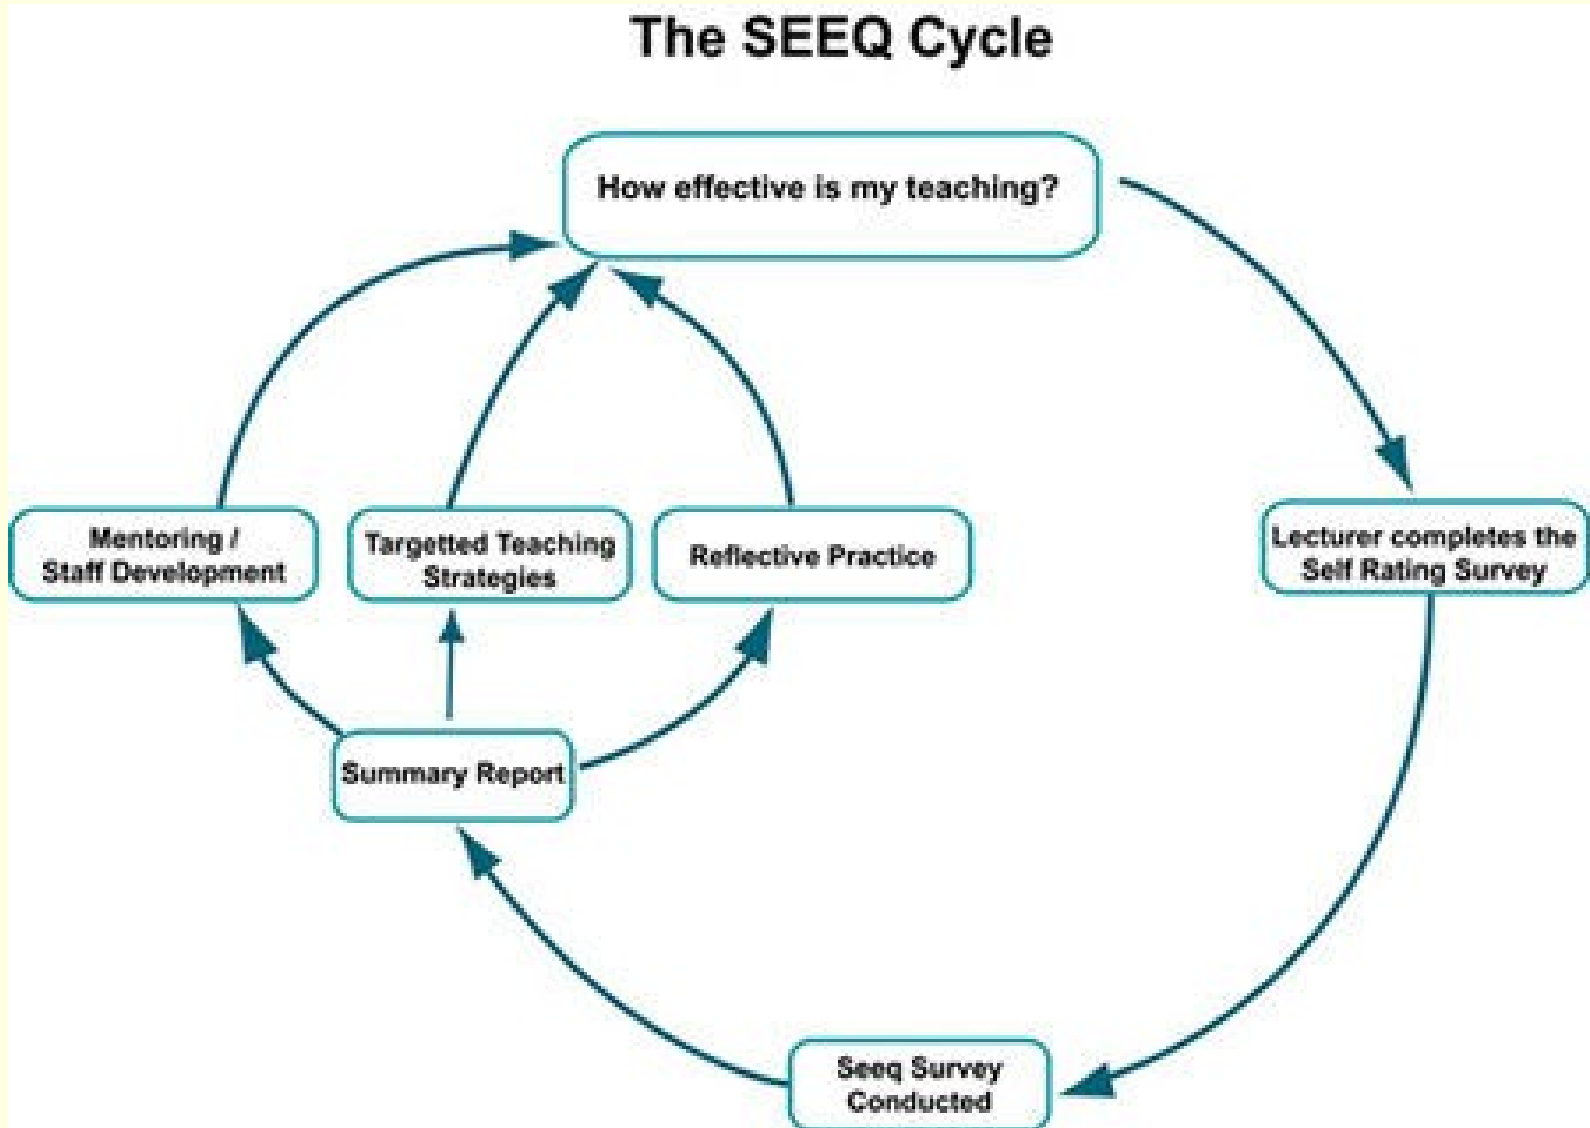 The SEEQ Cycle
How effective is my teaching?
Mentoring /
Staff Development
Targetted Teaching
Strategies
Reflective Practice
Lecturer completes the
Self Rating Survey
Summary Report
Seeq Survey
Conducted